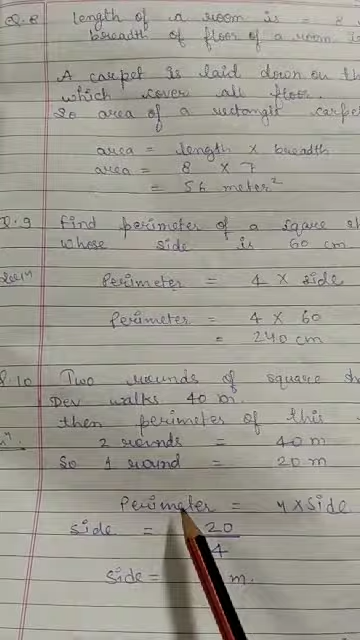 Q.8 length of a room is = 8
breadth of floor of a room is
A carpet is laid down on th
which cover all floor.
So area of a rectangle carpet
area = length × breadth
area = 8 × 7
= 56 meter²
Q.9 Find perimeter of a sqare sh
whose side is 60 cm
Perimeter = 4 × side
Perimeter = 4 × 60
= 240 cm
Q.10 Two rounds of square
Dev walks 40 m.
then perimeter of this
2 rounds = 40 m
So 1 round = 20 m
Perimeter = 4 × side
side = 20
4
side = m.